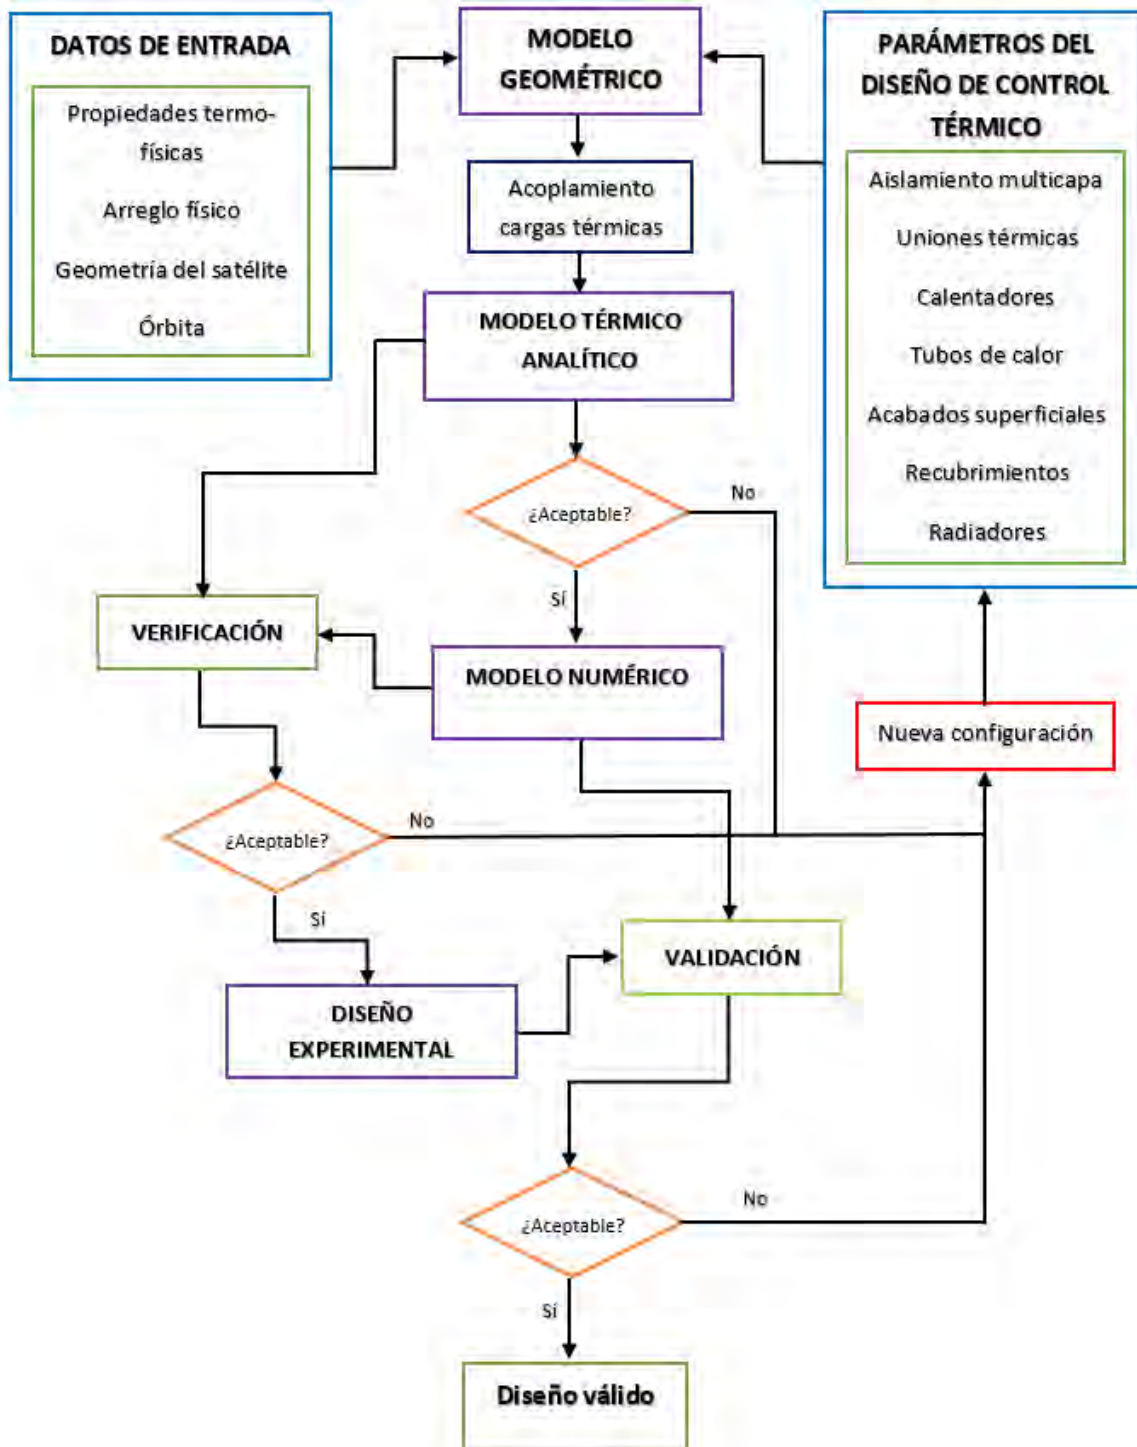 DATOS DE ENTRADA
Propiedades termo-
físicas
Arreglo físico
Geometría del satélite
Órbita
MODELO
GEOMÉTRICO
PARÁMETROS DEL
DISEÑO DE CONTROL
TÉRMICO
Aislamiento multicapa
Uniones térmicas
Calentadores
Tubos de calor
Acabados superficiales
Recubrimientos
Radiadores
Acoplamiento
cargas térmicas
MODELO TÉRMICO
ANALÍTICO
¿Aceptable?
No
Sí
VERIFICACIÓN
MODELO NUMÉRICO
Nueva configuración
¿Aceptable?
No
Sí
VALIDACIÓN
DISEÑO
EXPERIMENTAL
¿Aceptable?
No
Sí
Diseño válido